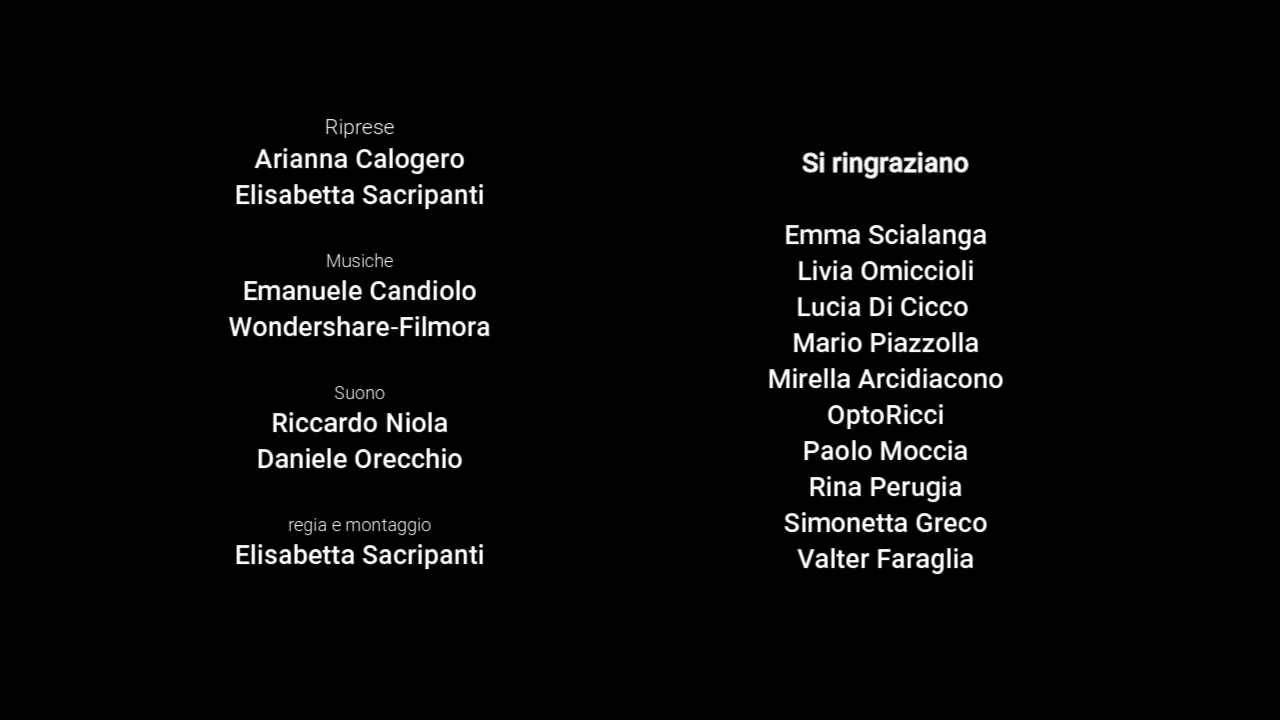 Riprese
Arianna Calogero
Elisabetta Sacripanti
Musiche
Emanuele Candiolo
Wondershare-Filmora
Suono
Riccardo Niola
Daniele Orecchio
regia e montaggio
Elisabetta Sacripanti
Si ringraziano
Emma Scialanga
Livia Omiccioli
Lucia Di Cicco
Mario Piazzolla
Mirella Arcidiacono
OptoRicci
Paolo Moccia
Rina Perugia
Simonetta Greco
Valter Faraglia